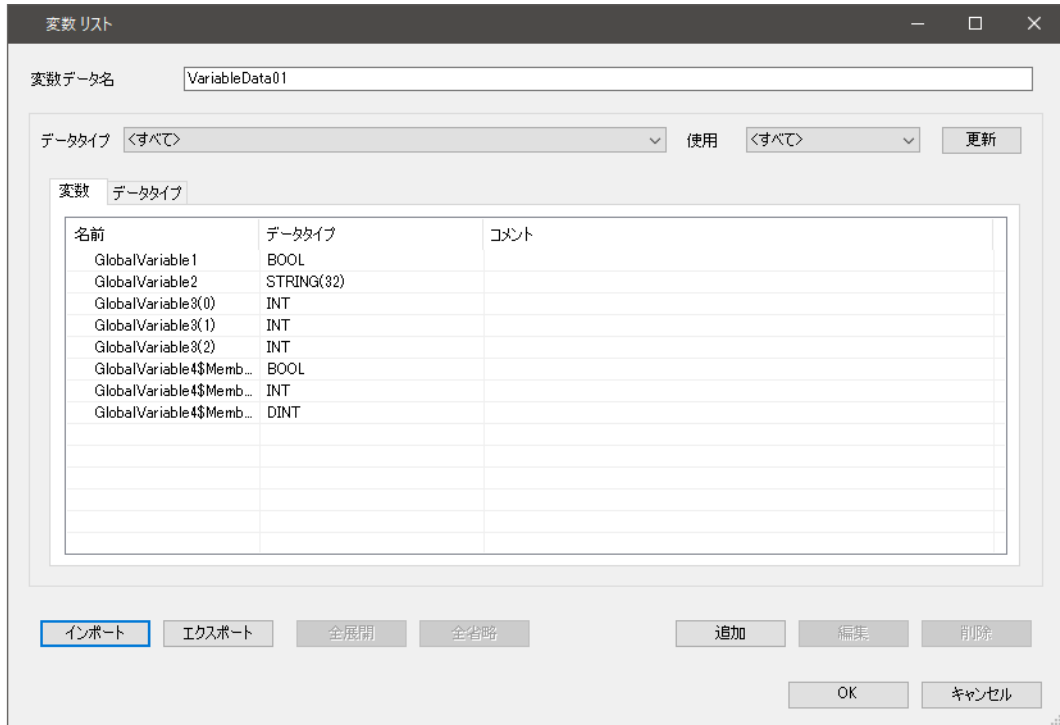 変数 リスト
変数データ名 VariableData01
データタイプ <すべて> 使用 <すべて> 更新
変数 データタイプ
名前 データタイプ コメント
GlobalVariable1 BOOL
GlobalVariable2 STRING(32)
GlobalVariable3(0) INT
GlobalVariable3(1) INT
GlobalVariable3(2) INT
GlobalVariable4$Memb... BOOL
GlobalVariable4$Memb... INT
GlobalVariable4$Memb... DINT
インポート エクスポート 全展開 全省略 追加 編集 削除
OK キャンセル